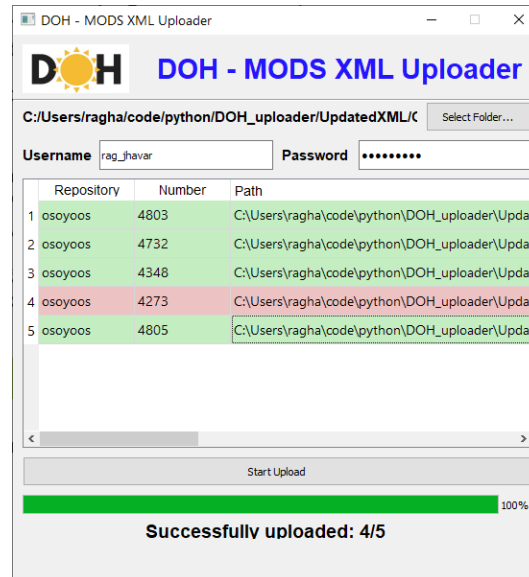 DOH - MODS XML Uploader
DOH DOH - MODS XML Uploader
C:/Users/ragha/code/python/DOH_uploader/UpdatedXML/ Select Folder...
Username rag_jhavar Password •••••••••
Repository Number Path
1 osoyoos 4803 C:\Users\ragha\code\python\DOH_uploader\Upda
2 osoyoos 4732 C:\Users\ragha\code\python\DOH_uploader\Upda
3 osoyoos 4348 C:\Users\ragha\code\python\DOH_uploader\Upda
4 osoyoos 4273 C:\Users\ragha\code\python\DOH_uploader\Upda
5 osoyoos 4805 C:\Users\ragha\code\python\DOH_uploader\Upda
Start Upload
100%
Successfully uploaded: 4/5